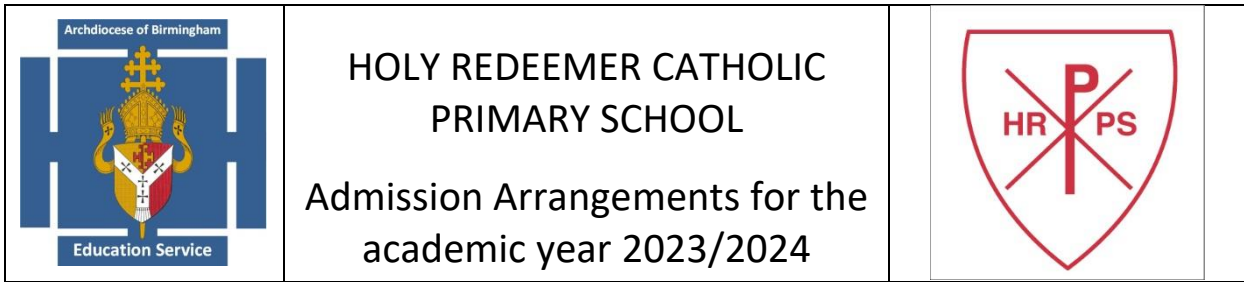 Archdiocese of Birmingham
Education Service
HOLY REDEEMER CATHOLIC
PRIMARY SCHOOL
Admission Arrangements for the
academic year 2023/2024
P
HR PS